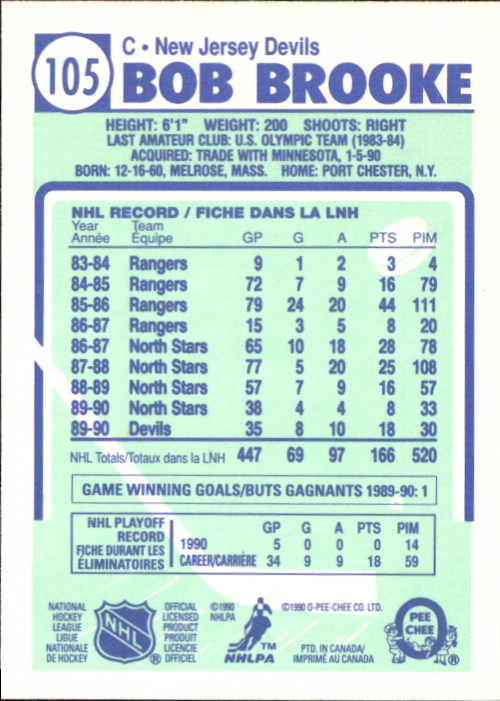 105
C • New Jersey Devils
BOB BROOKE
HEIGHT: 6'1" WEIGHT: 200 SHOOTS: RIGHT
LAST AMATEUR CLUB: U.S. OLYMPIC TEAM (1983-84)
ACQUIRED: TRADE WITH MINNESOTA, 1-5-90
BORN: 12-16-60, MELROSE, MASS. HOME: PORT CHESTER, N.Y.
NHL RECORD / FICHE DANS LA LNH
Year Team
Année Équipe GP G A PTS PIM
83-84 Rangers 9 1 2 3 4
84-85 Rangers 72 7 9 16 79
85-86 Rangers 79 24 20 44 111
86-87 Rangers 15 3 5 8 20
86-87 North Stars 65 10 18 28 78
87-88 North Stars 77 5 20 25 108
88-89 North Stars 57 7 9 16 57
89-90 North Stars 38 4 4 8 33
89-90 Devils 35 8 10 18 30
NHL Totals/Totaux dans la LNH 447 69 97 166 520
GAME WINNING GOALS/BUTS GAGNANTS 1989-90: 1
NHL PLAYOFF
RECORD
FICHE DURANT LES
ÉLIMINATOIRES
GP G A PTS PIM
1990 5 0 0 0 14
CAREER/CARRIÈRE 34 9 9 18 59
NATIONAL
HOCKEY
LEAGUE
LIGUE
NATIONALE
DE HOCKEY
NHL
®
OFFICIAL
LICENSED
PRODUCT
PRODUIT
LICENCIE
OFFICIEL
©1990
NHLPA
TM
NHLPA
©1990 O-PEE-CHEE CO. LTD.
PTD. IN CANADA/
IMPRIMÉ AU CANADA
O
PEE
CHEE
®